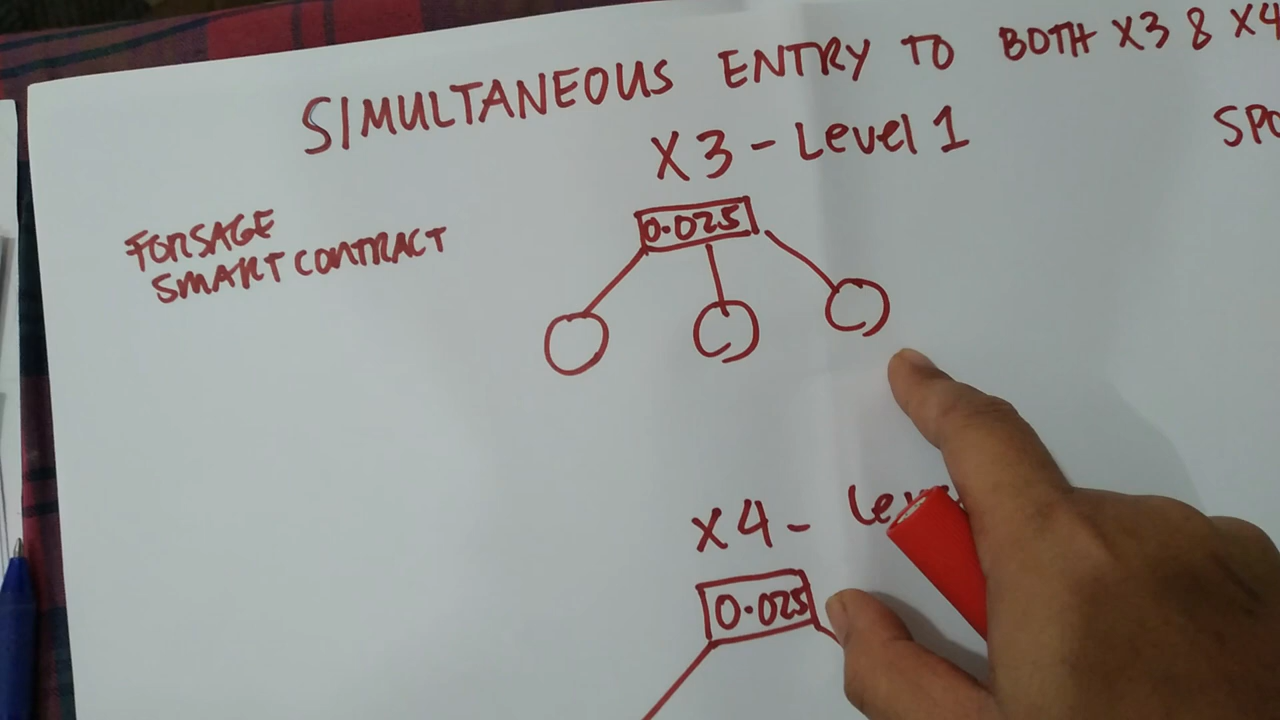 SIMULTANEOUS ENTRY TO BOTH X3 & X4
X3 - Level 1
FORSAGE
SMART CONTRACT
0.025
X4 -
0.025